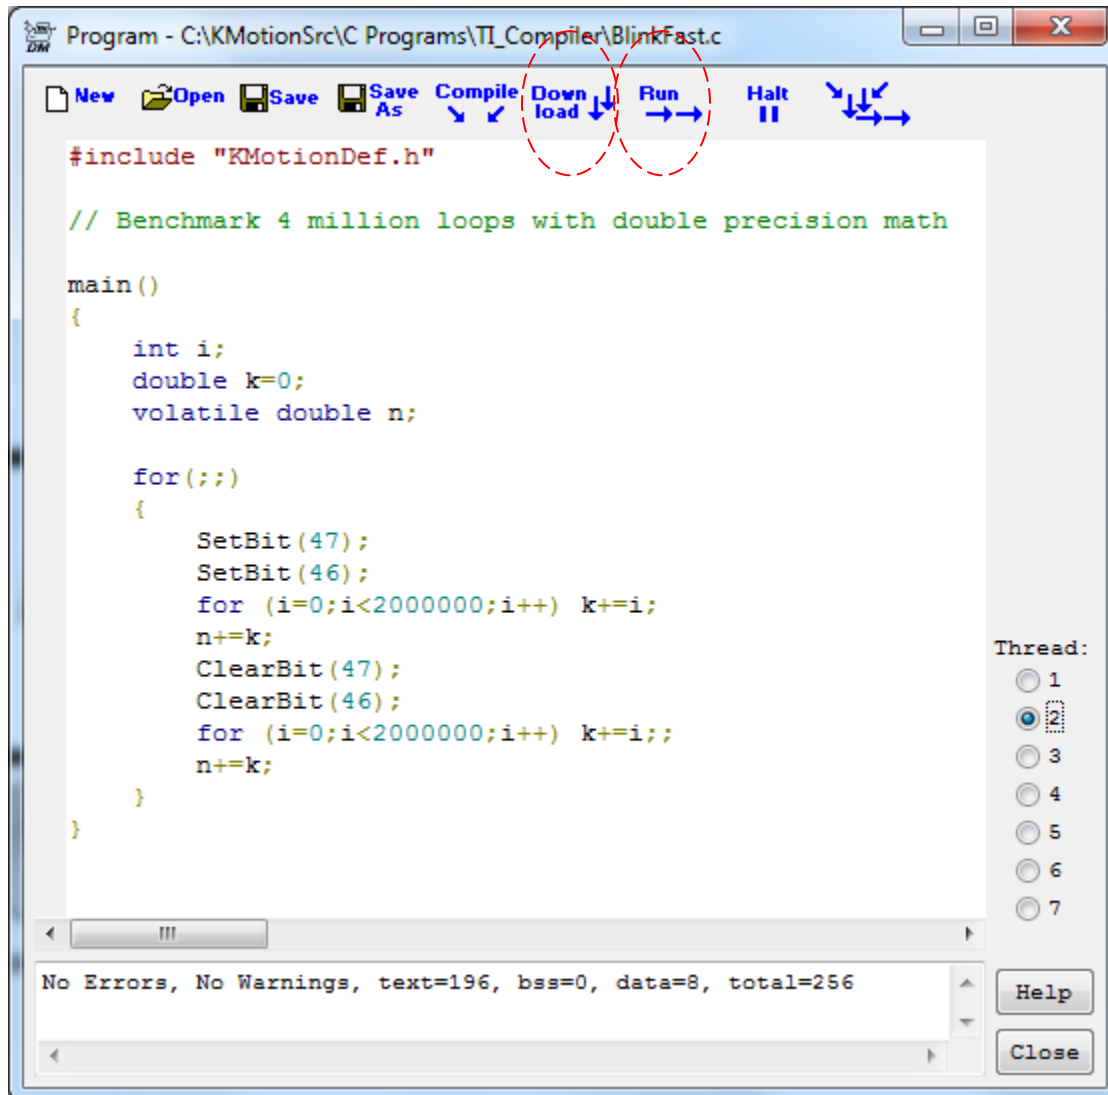 Program - C:\KMotionSrc\C Programs\TI_Compiler\BlinkFast.c
New Open Save Save As Compile Down load Run Halt
#include "KMotionDef.h"
// Benchmark 4 million loops with double precision math
main()
{
int i;
double k=0;
volatile double n;
for(;;)
{
SetBit(47);
SetBit(46);
for (i=0;i<2000000;i++) k+=i;
n+=k;
ClearBit(47);
ClearBit(46);
for (i=0;i<2000000;i++) k+=i;;
n+=k;
}
}
Thread:
1
2
3
4
5
6
7
No Errors, No Warnings, text=196, bss=0, data=8, total=256
Help
Close